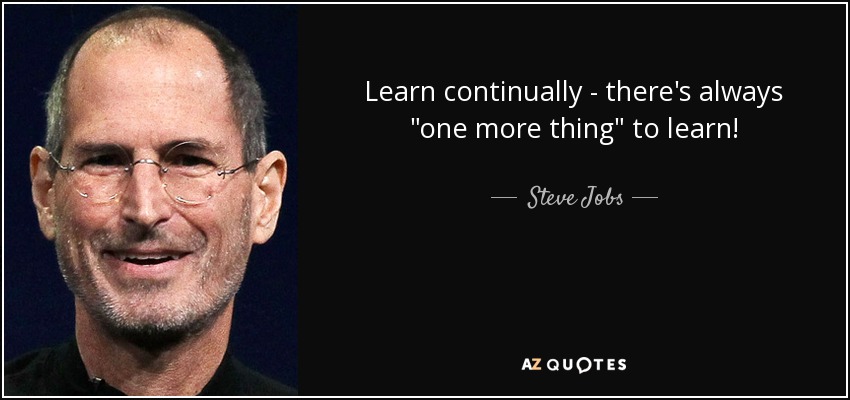 Learn continually - there's always
"one more thing" to learn!
Steve Jobs
AZ QUOTES